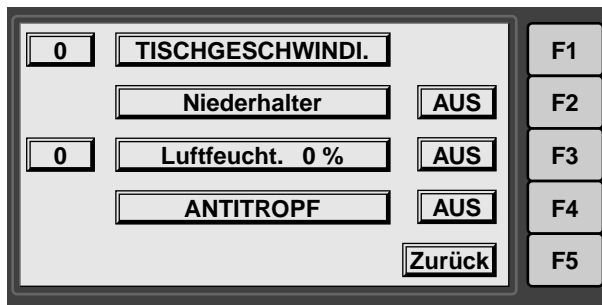 0 TISCHGESCHWINDI. F1
Niederhalter AUS F2
0 Luftfeucht. 0 % AUS F3
ANTITROPF AUS F4
Zurück F5